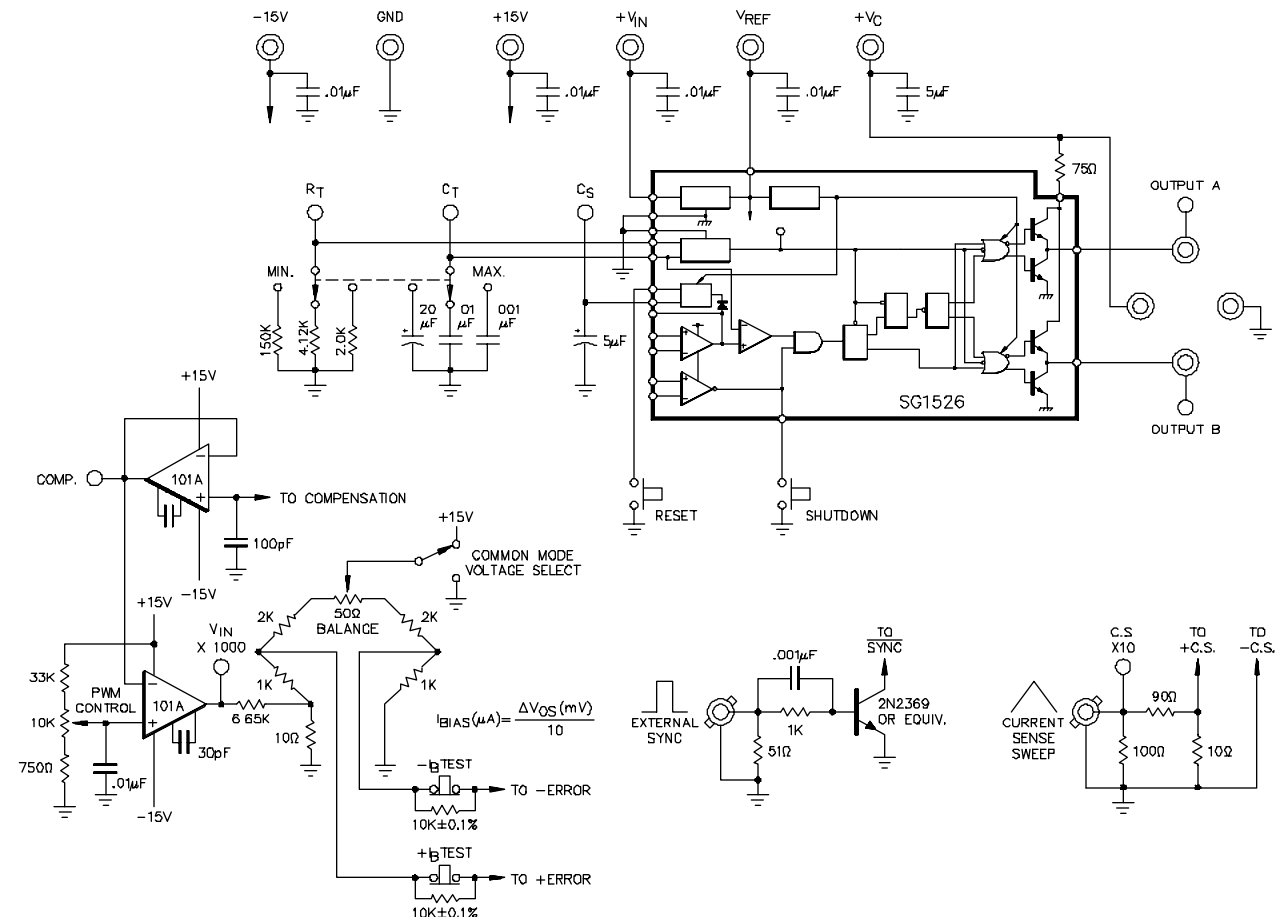 -15V
GND
+15V
+VIN
VREF
+VC
.01µF
.01µF
.01µF
.01µF
5µF
75Ω
RT
CT
CS
OUTPUT A
MIN.
MAX.
150K
4.12K
2.0K
20 µF
.01 µF
.001 µF
5µF
SG1526
OUTPUT B
+15V
COMP.
101A
TO COMPENSATION
100pF
-15V
RESET
SHUTDOWN
+15V
COMMON MODE
VOLTAGE SELECT
+15V
VIN
X 1000
2K
50Ω
BALANCE
2K
33K
PWM
CONTROL
10K
750Ω
101A
6.65K
1K
1K
10Ω
30pF
.01µF
-15V
IBIAS(µA)=ΔVOS(mV)/10
-IB TEST
TO -ERROR
10K±0.1%
+IB TEST
TO +ERROR
10K±0.1%
EXTERNAL
SYNC
.001µF
1K
51Ω
TO
SYNC
2N2369
OR EQUIV.
CURRENT
SENSE
SWEEP
C.S
X10
TO
+C.S.
TO
-C.S.
90Ω
100Ω
10Ω